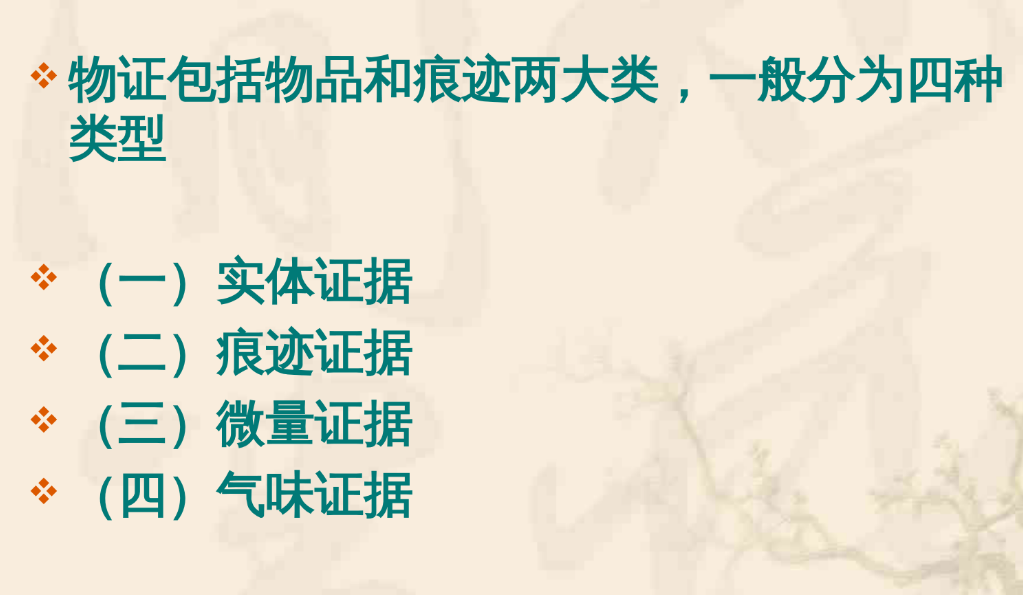 物证包括物品和痕迹两大类，一般分为四种
类型
（一）实体证据
（二）痕迹证据
（三）微量证据
（四）气味证据